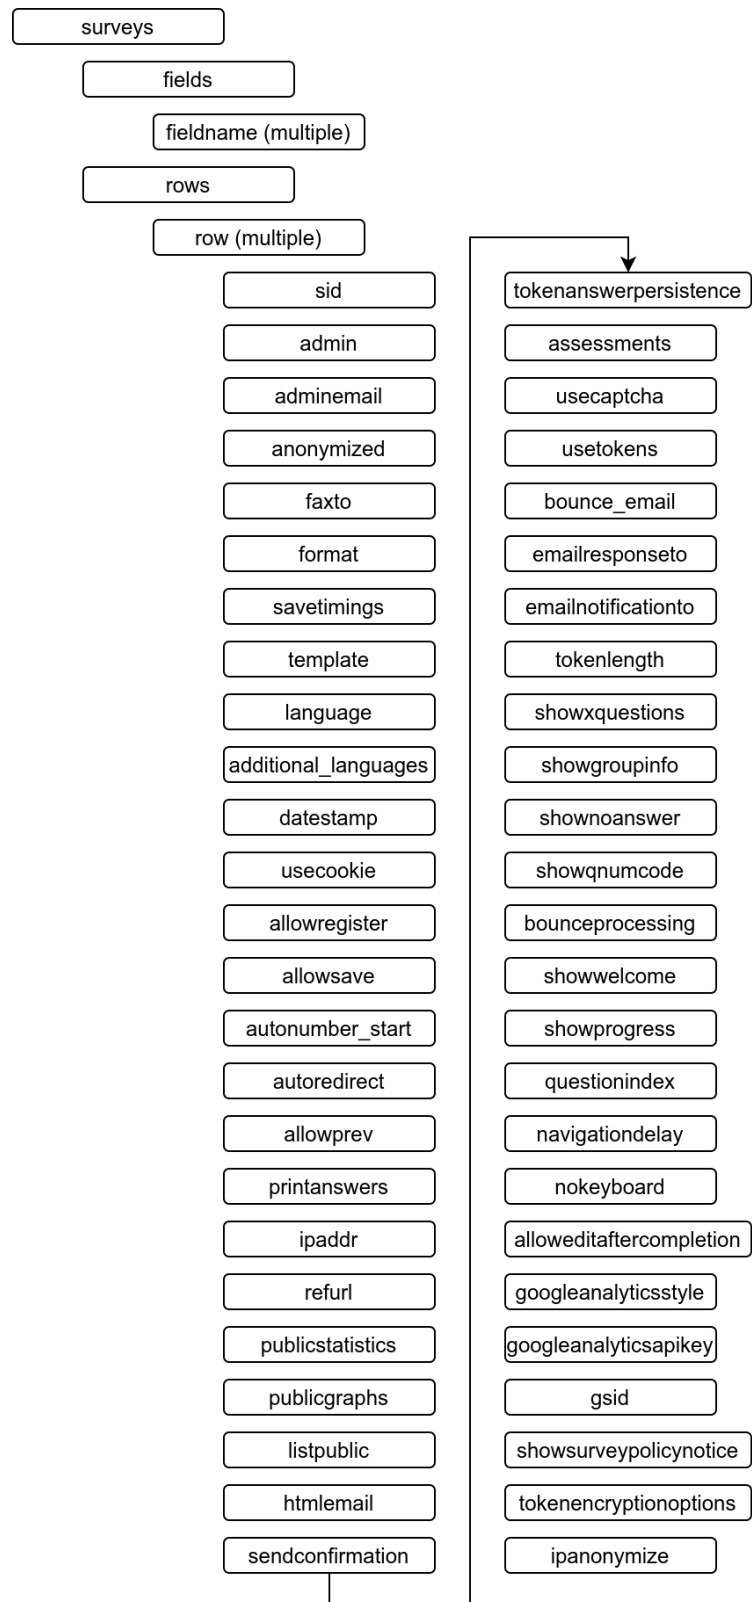 surveys
fields
fieldname (multiple)
rows
row (multiple)
sid
admin
adminemail
anonymized
faxto
format
savetimings
template
language
additional_languages
datestamp
usecookie
allowregister
allowsave
autonumber_start
autoredirect
allowprev
printanswers
ipaddr
refurl
publicstatistics
publicgraphs
listpublic
htmlemail
sendconfirmation
tokenanswerpersistence
assessments
usecaptcha
usetokens
bounce_email
emailresponseto
emailnotificationto
tokenlength
showxquestions
showgroupinfo
shownoanswer
showqnumcode
bounceprocessing
showwelcome
showprogress
questionindex
navigationdelay
nokeyboard
alloweditaftercompletion
googleanalyticsstyle
googleanalyticsapikey
gsid
showsurveypolicynotice
tokenencryptionoptions
ipanonymize